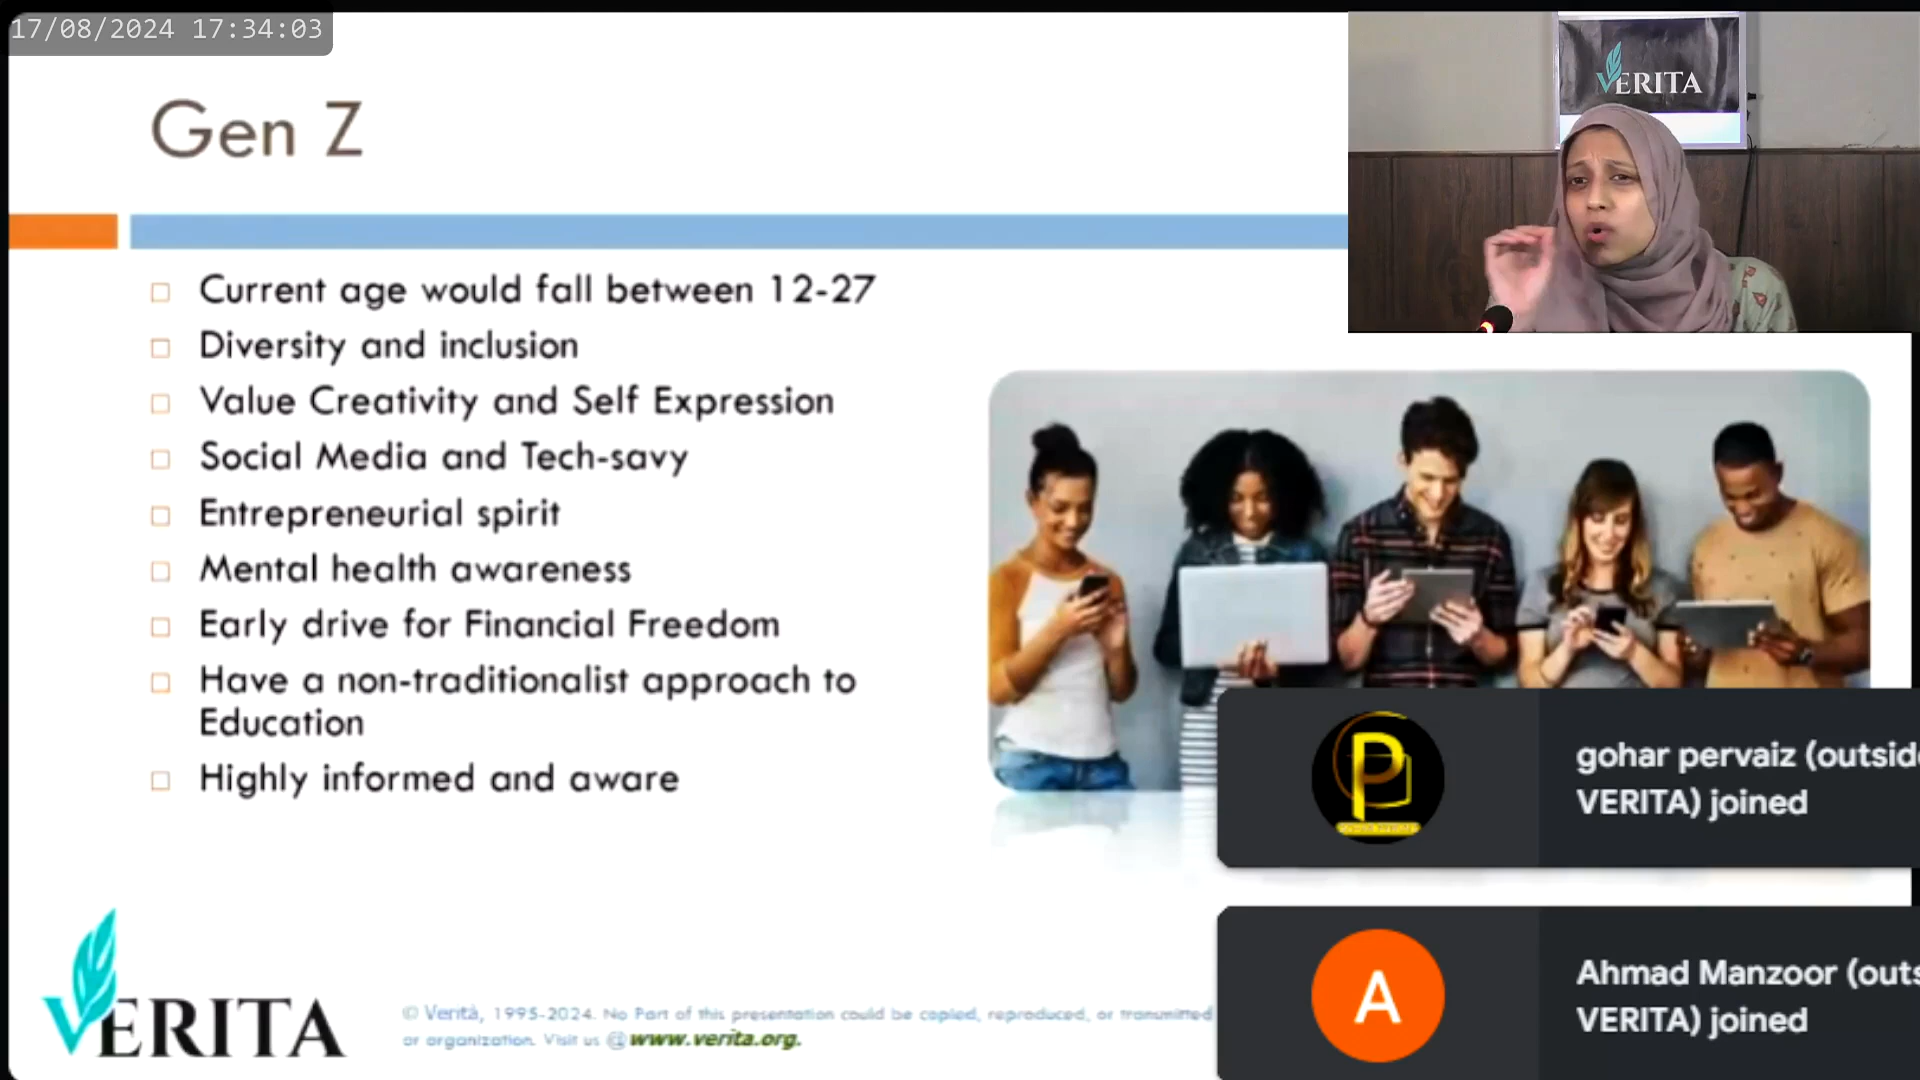 17/08/2024 17:34:03
VERITA
Gen Z
Current age would fall between 12-27
Diversity and inclusion
Value Creativity and Self Expression
Social Media and Tech-savy
Entrepreneurial spirit
Mental health awareness
Early drive for Financial Freedom
Have a non-traditionalist approach to
Education
Highly informed and aware
P
gohar pervaiz (outside
VERITA) joined
A
Ahmad Manzoor (outs
VERITA) joined
VERITA
© Verità, 1995-2024. No Part of this presentation could be copied, reproduced, or transmitted
or organization. Visit us @www.verita.org.